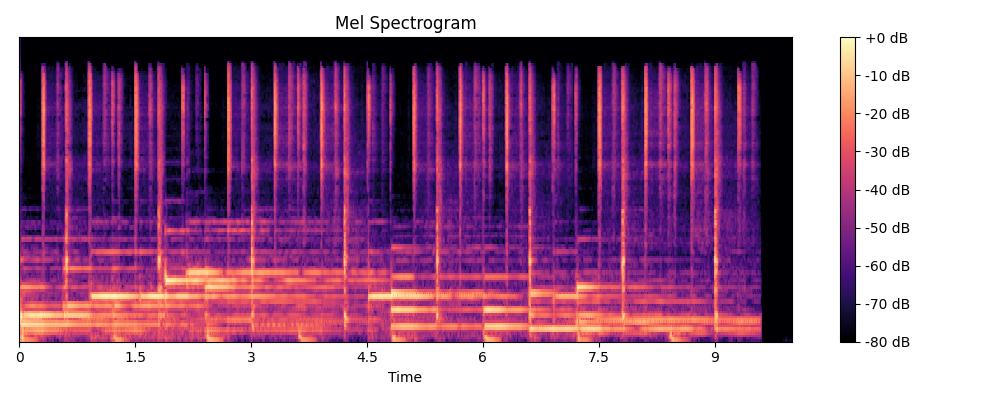 Mel Spectrogram
+0 dB
-10 dB
-20 dB
-30 dB
-40 dB
-50 dB
-60 dB
-70 dB
-80 dB
0 1.5 3 4.5 6 7.5 9
Time